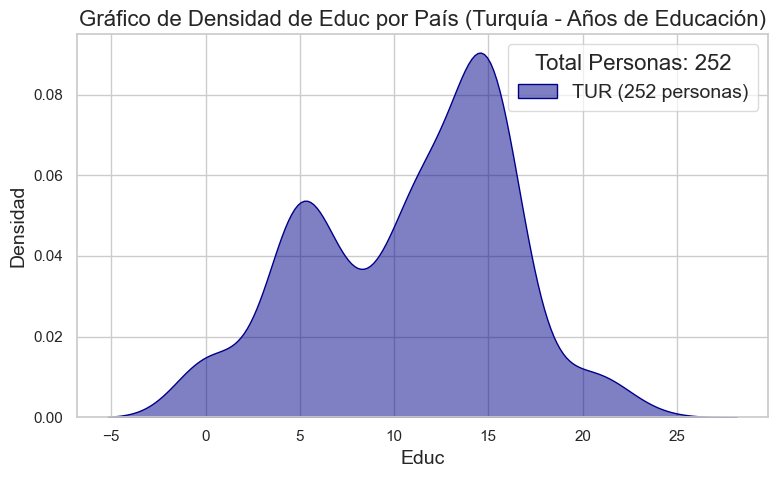 Gráfico de Densidad de Educ por País (Turquía - Años de Educación)
Total Personas: 252
TUR (252 personas)
Densidad
0.08
0.06
0.04
0.02
0.00
−5
0
5
10
15
20
25
Educ